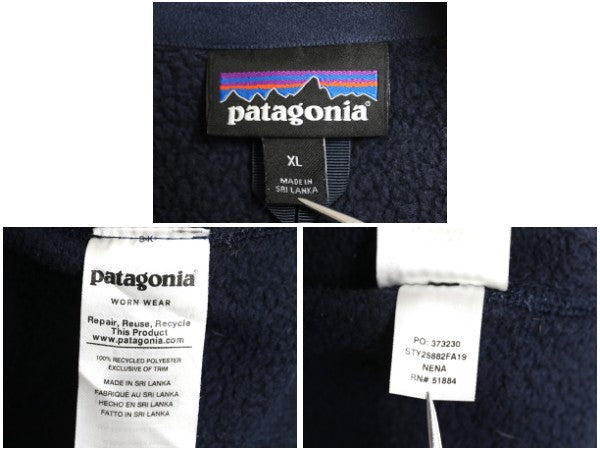 patagonia®
XL
MADE IN
SRI LANKA
B-K
patagonia®
WORN WEAR
Repair, Reuse, Recycle
This Product
www.patagonia.com
100% RECYCLED POLYESTER
EXCLUSIVE OF TRIM
MADE IN SRI LANKA
FABRIQUÉ AU SRI LANKA
HECHO EN SRI LANKA
FATTO IN SRI LANKA
PO: 373230
STY25882FA19
NENA
RN# 51884